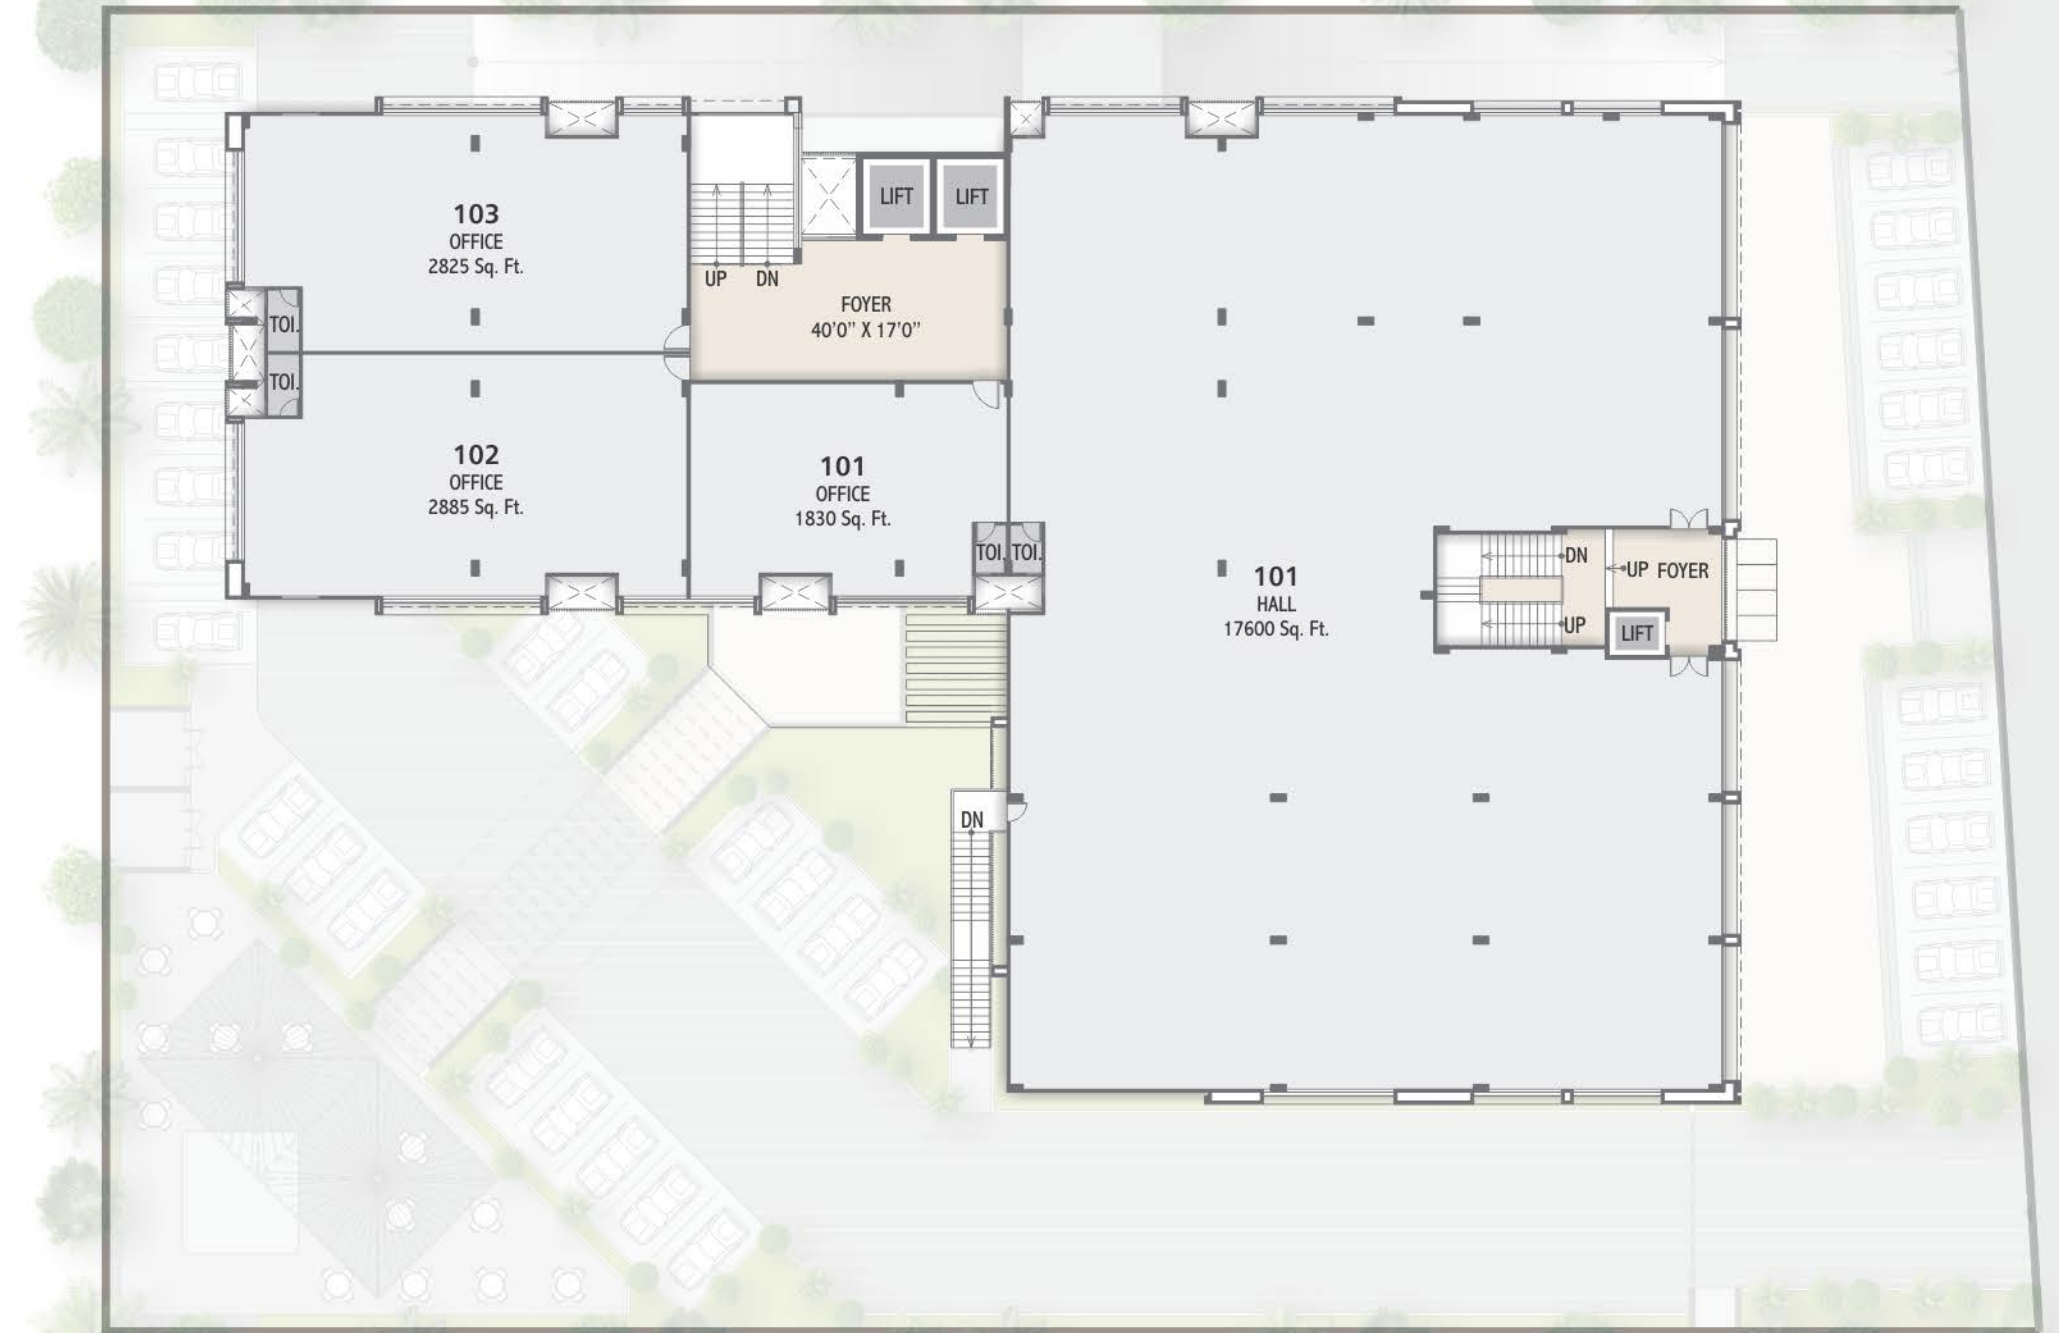 103
OFFICE
2825 Sq. Ft.
LIFT
LIFT
UP
DN
FOYER
40'0" X 17'0"
TOI.
TOI.
102
OFFICE
2885 Sq. Ft.
101
OFFICE
1830 Sq. Ft.
TOI.
TOI.
101
HALL
17600 Sq. Ft.
DN
UP
FOYER
UP
LIFT
DN